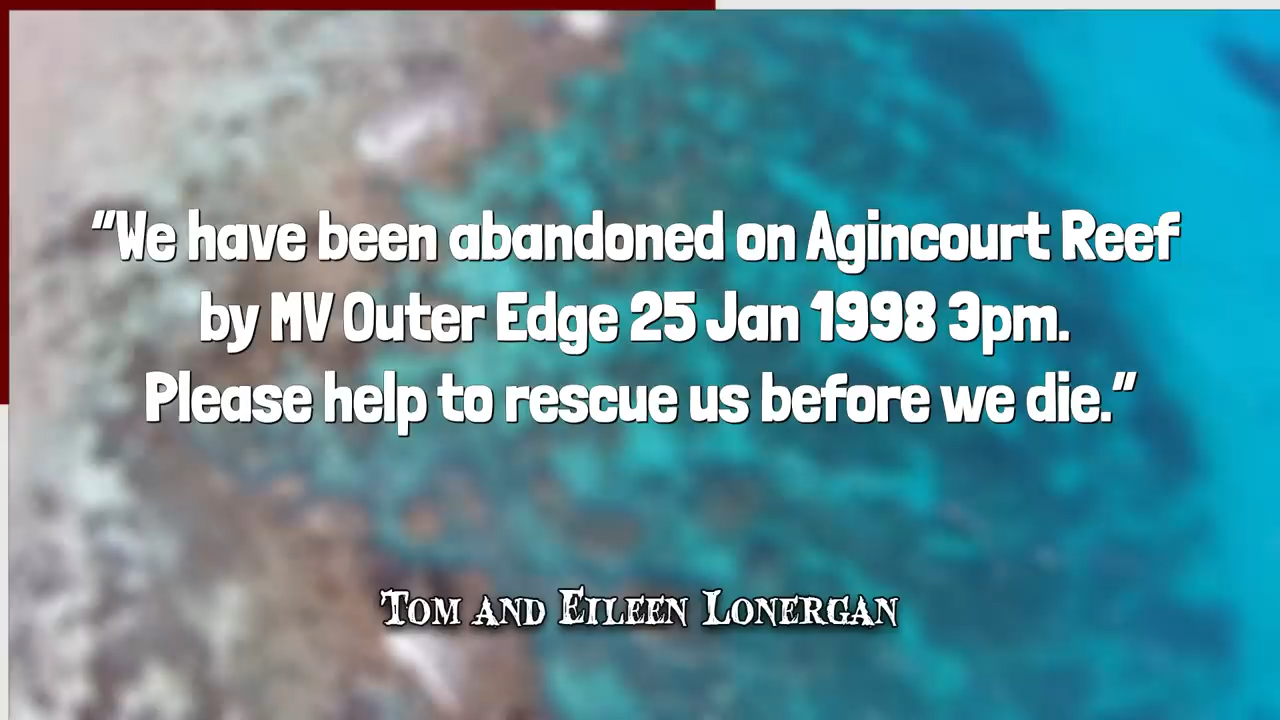 “We have been abandoned on Agincourt Reef
by MV Outer Edge 25 Jan 1998 3pm.
Please help to rescue us before we die.”
Tom and Eileen Lonergan